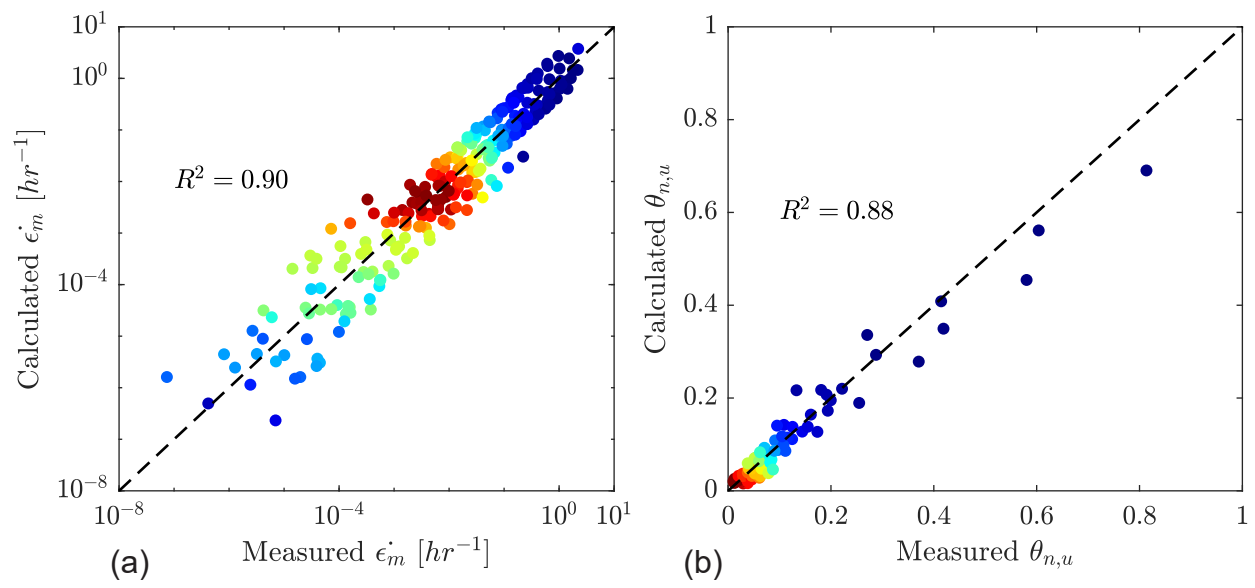 10^1
10^0
10^-4
10^-8
Calculated ϵ̇_m [hr^−1]
R^2 = 0.90
10^-8
10^-4
10^0
10^1
Measured ϵ̇_m [hr^−1]
(a)
1
0.8
0.6
0.4
0.2
0
Calculated θ_n,u
R^2 = 0.88
0
0.2
0.4
0.6
0.8
1
Measured θ_n,u
(b)